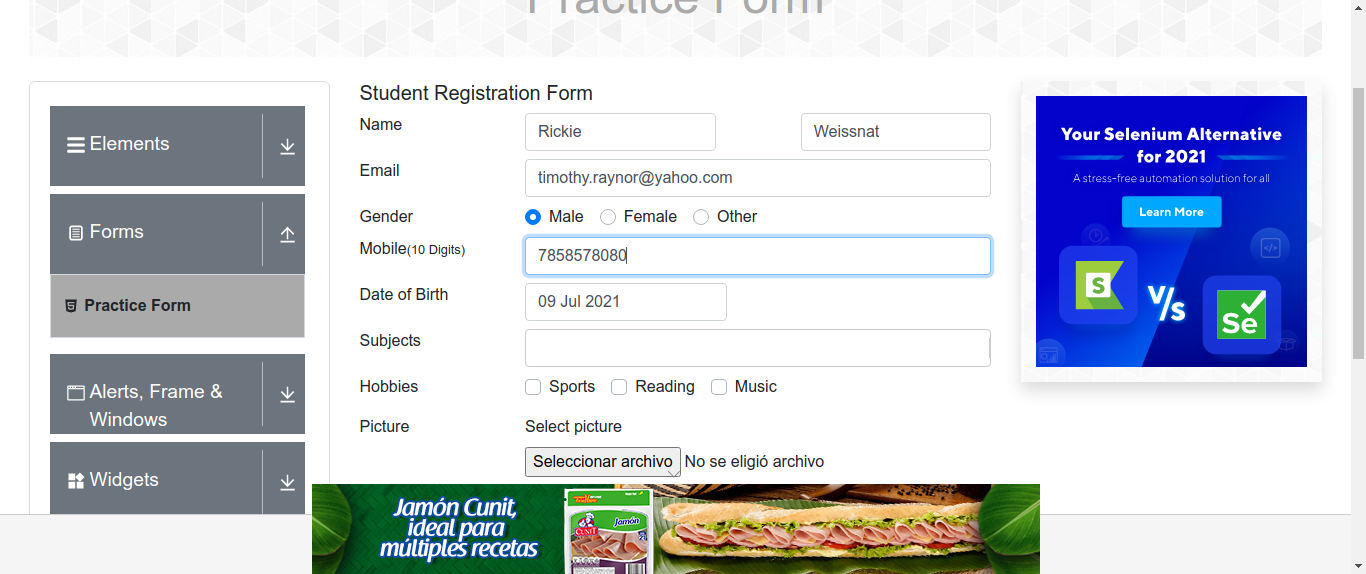 Practice Form
Elements
Forms
Practice Form
Alerts, Frame &
Windows
Widgets
Student Registration Form
Name
Rickie
Weissnat
Email
timothy.raynor@yahoo.com
Gender
Male
Female
Other
Mobile(10 Digits)
7858578080
Date of Birth
09 Jul 2021
Subjects
Hobbies
Sports
Reading
Music
Picture
Select picture
Seleccionar archivo
No se eligió archivo
Your Selenium Alternative
for 2021
A stress-free automation solution for all
Learn More
S
V/s
Se
Jamón Cunit,
ideal para
múltiples recetas
CUNIT
Jamón